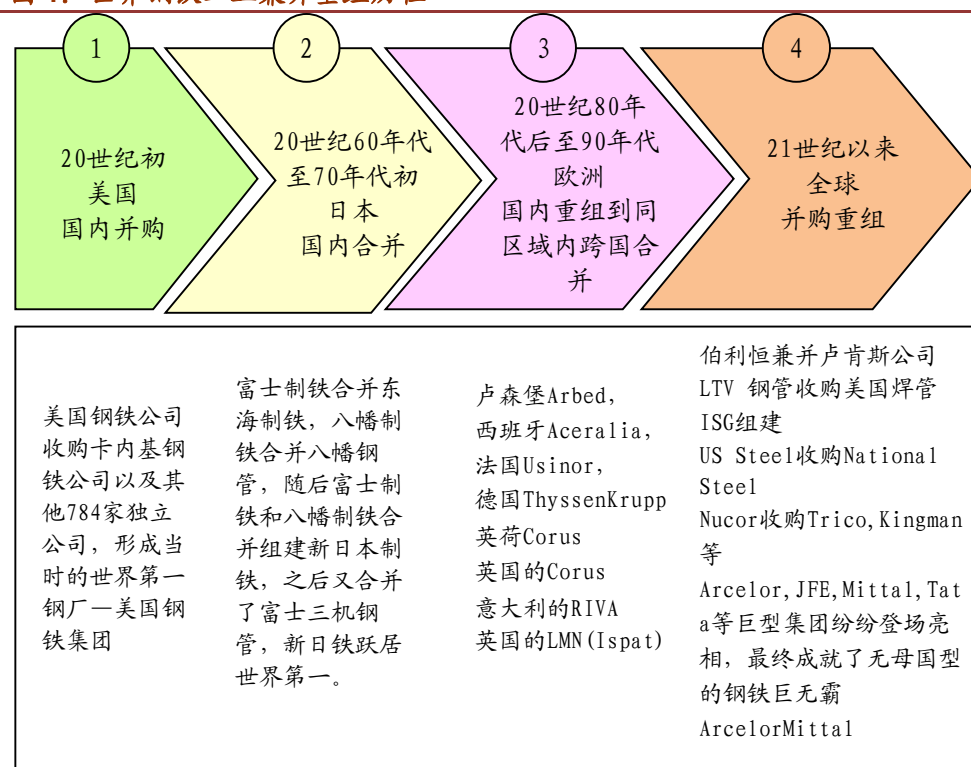 1
2
3
4
20世纪初
美国
国内并购
20世纪60年代
至70年代初
日本
国内合并
20世纪80年
代后至90年代
欧洲
国内重组到同
区域内跨国合
并
21世纪以来
全球
并购重组
美国钢铁公司
收购卡内基钢
铁公司以及其
他784家独立
公司，形成当
时的世界第一
钢厂—美国钢
铁集团
富士制铁合并东
海制铁，八幡制
铁合并八幡钢
管，随后富士制
铁和八幡制铁合
并组建新日本制
铁，之后又合并
了富士三机钢
管，新日铁跃居
世界第一。
卢森堡Arbed，
西班牙Aceralia，
法国Usinor，
德国ThyssenKrupp
英荷Corus
英国的Corus
意大利的RIVA
英国的LMN(Ispat)
伯利恒兼并卢肯斯公司
LTV 钢管收购美国焊管
ISG组建
US Steel收购National
Steel
Nucor收购Trico,Kingman
等
Arcelor,JFE,Mittal,Tat
a等巨型集团纷纷登场亮
相，最终成就了无母国型
的钢铁巨无霸
ArcelorMittal